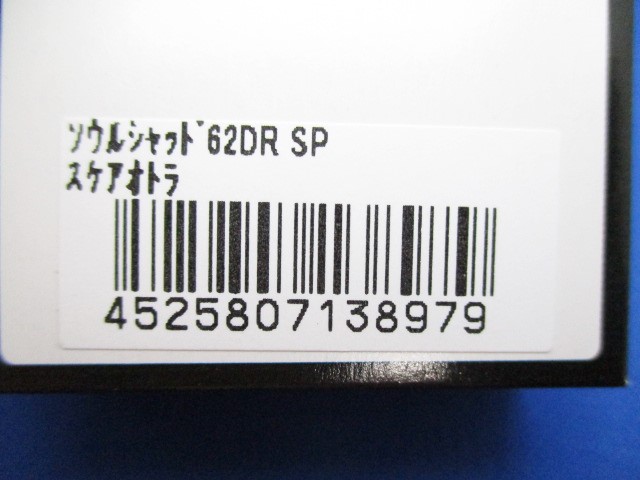 ｿｳﾙｼｬｯﾄﾞ62DR SP
ｽｹｱｵﾄﾗ
4525807138979